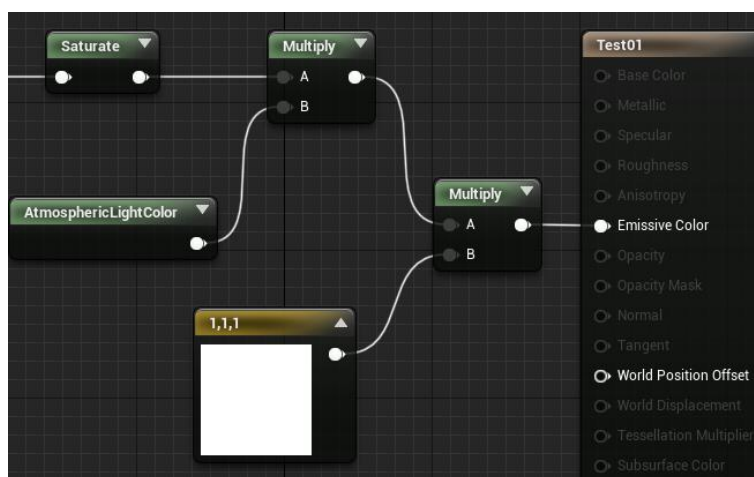 Saturate
Multiply
A
B
AtmosphericLightColor
Multiply
A
B
1,1,1
Test01
Base Color
Metallic
Specular
Roughness
Anisotropy
Emissive Color
Opacity
Opacity Mask
Normal
Tangent
World Position Offset
World Displacement
Tessellation Multiplier
Subsurface Color